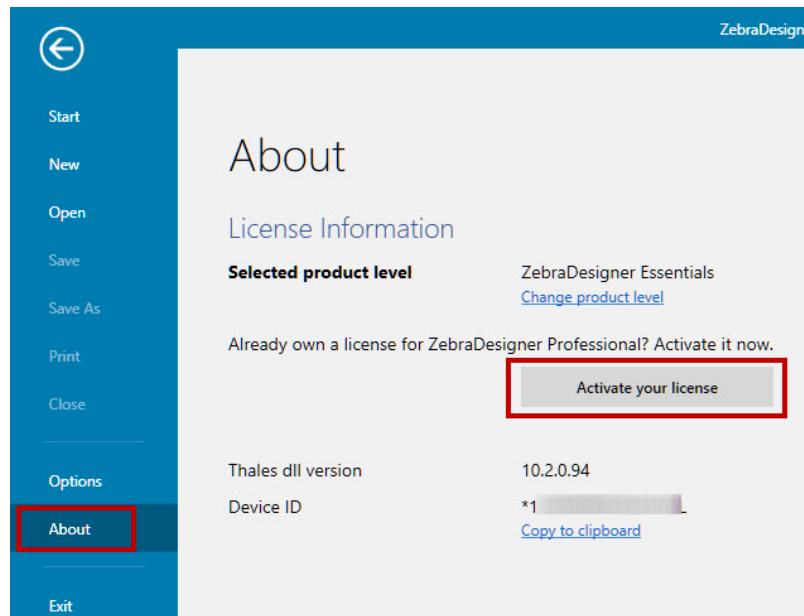 ZebraDesign
Start
New
Open
Save
Save As
Print
Close
Options
About
Exit
About
License Information
Selected product level ZebraDesigner Essentials
Change product level
Already own a license for ZebraDesigner Professional? Activate it now.
Activate your license
Thales dll version 10.2.0.94
Device ID *1
Copy to clipboard